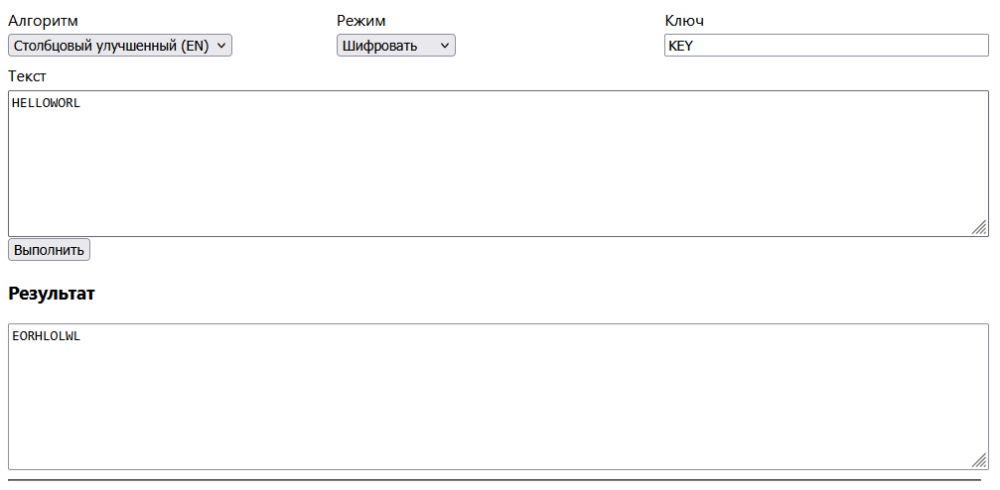 Алгоритм Режим Ключ
Столбцовый улучшенный (EN) Шифровать KEY
Текст
HELLOWORL
Выполнить
Результат
EORHLOLWL